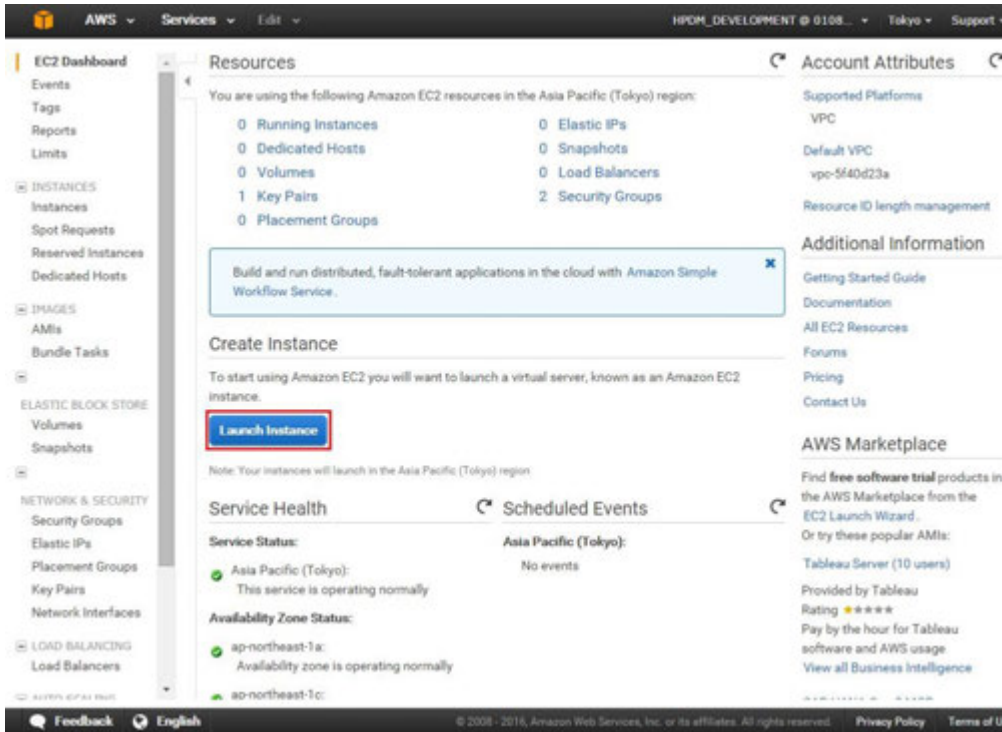 AWS Services Edit HPDM_DEVELOPMENT @ 0108... Tokyo Support
EC2 Dashboard
Events
Tags
Reports
Limits
INSTANCES
Instances
Spot Requests
Reserved Instances
Dedicated Hosts
IMAGES
AMIs
Bundle Tasks
ELASTIC BLOCK STORE
Volumes
Snapshots
NETWORK & SECURITY
Security Groups
Elastic IPs
Placement Groups
Key Pairs
Network Interfaces
LOAD BALANCING
Load Balancers
AUTO SCALING
Resources
You are using the following Amazon EC2 resources in the Asia Pacific (Tokyo) region:
0 Running Instances
0 Elastic IPs
0 Dedicated Hosts
0 Snapshots
0 Volumes
0 Load Balancers
1 Key Pairs
2 Security Groups
0 Placement Groups
Build and run distributed, fault-tolerant applications in the cloud with Amazon Simple
Workflow Service.
Create Instance
To start using Amazon EC2 you will want to launch a virtual server, known as an Amazon EC2
instance.
Launch Instance
Note: Your instances will launch in the Asia Pacific (Tokyo) region
Service Health
Service Status:
Asia Pacific (Tokyo):
This service is operating normally
Availability Zone Status:
ap-northeast-1a:
Availability zone is operating normally
ap-northeast-1c:
Scheduled Events
Asia Pacific (Tokyo):
No events
Account Attributes
Supported Platforms
VPC
Default VPC
vpc-5f40d23a
Resource ID length management
Additional Information
Getting Started Guide
Documentation
All EC2 Resources
Forums
Pricing
Contact Us
AWS Marketplace
Find free software trial products in
the AWS Marketplace from the
EC2 Launch Wizard.
Or try these popular AMIs:
Tableau Server (10 users)
Provided by Tableau
Rating
Pay by the hour for Tableau
software and AWS usage
View all Business Intelligence
Feedback English © 2008 - 2016, Amazon Web Services, Inc. or its affiliates. All rights reserved. Privacy Policy Terms of U